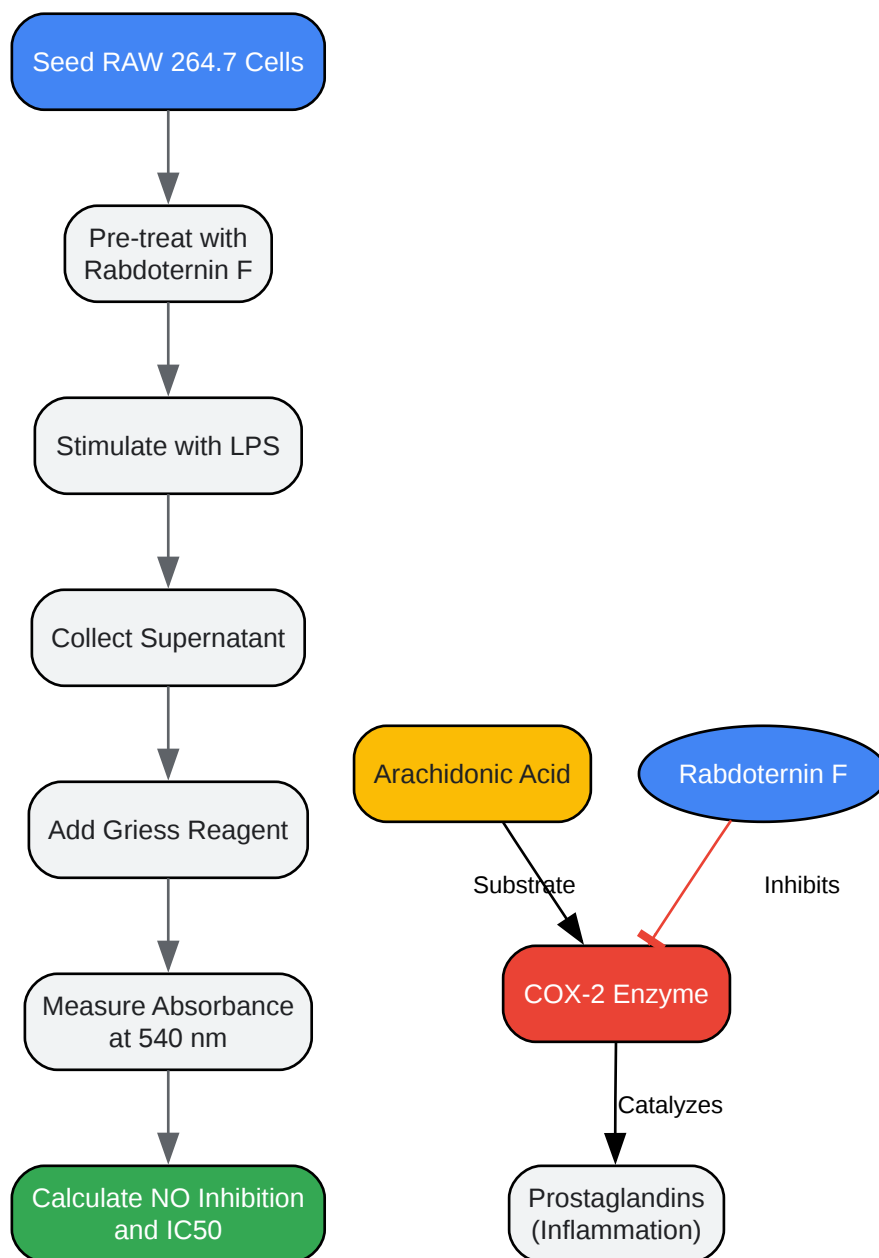 Seed RAW 264.7 Cells
Pre-treat with
Rabdoternin F
Stimulate with LPS
Collect Supernatant
Add Griess Reagent
Measure Absorbance
at 540 nm
Calculate NO Inhibition
and IC50
Arachidonic Acid
Rabdoternin F
Substrate
Inhibits
COX-2 Enzyme
Catalyzes
Prostaglandins
(Inflammation)